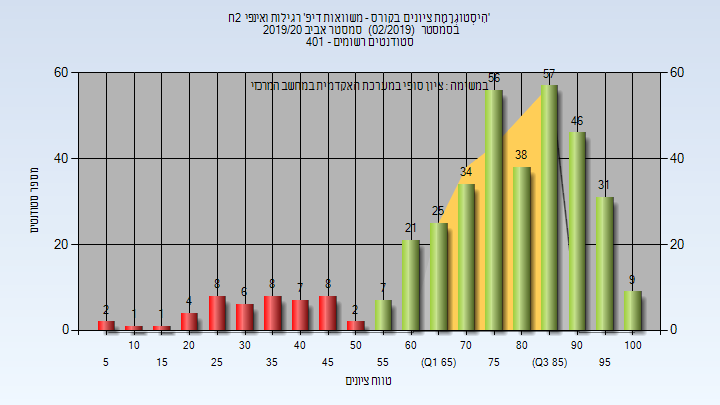 היסטוגרמת ציונים בקורס - משוואות דיפ' רגילות ואינפי 2ח'
בסמסטר (02/2019) סמסטר אביב 2019/20
סטודנטים רשומים - 401
במשימה : ציון סופי במערכת האקדמית במחשב המרכזי
מספר סטודנטים
60 60
40 40
20 20
0 0
2 1 1 4 8 6 8 7 8 2 7 21 25 34 56 38 57 46 31 9
10 20 30 40 50 60 70 80 90 100
5 15 25 35 45 55 (Q1 65) 75 (Q3 85) 95
טווח ציונים